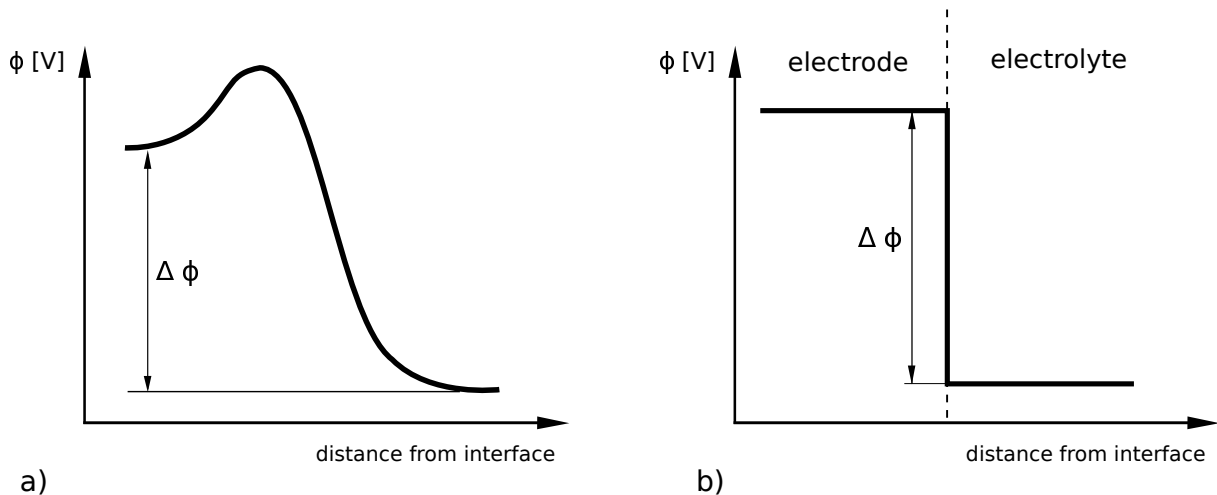 ϕ [V]
Δ ϕ
distance from interface
a)
ϕ [V]
electrode
electrolyte
Δ ϕ
distance from interface
b)